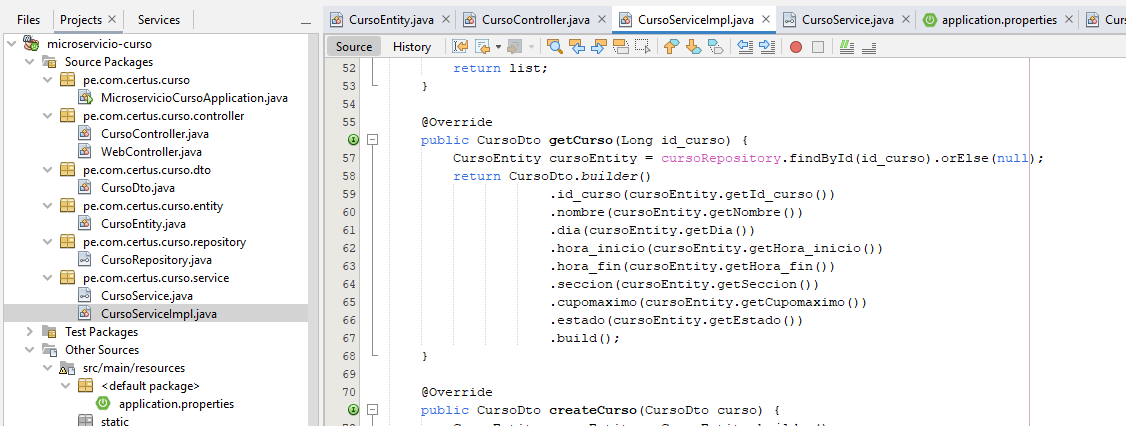 Files Projects × Services
microservicio-curso
Source Packages
pe.com.certus.curso
MicroservicioCursoApplication.java
pe.com.certus.curso.controller
CursoController.java
WebController.java
pe.com.certus.curso.dto
CursoDto.java
pe.com.certus.curso.entity
CursoEntity.java
pe.com.certus.curso.repository
CursoRepository.java
pe.com.certus.curso.service
CursoService.java
CursoServiceImpl.java
Test Packages
Other Sources
src/main/resources
<default package>
application.properties
static
CursoEntity.java × CursoController.java × CursoServiceImpl.java × CursoService.java × application.properties × Curs
Source History
52 return list;
53 }
54
55 @Override
public CursoDto getCurso(Long id_curso) {
57 CursoEntity cursoEntity = cursoRepository.findById(id_curso).orElse(null);
58 return CursoDto.builder()
59 .id_curso(cursoEntity.getId_curso())
60 .nombre(cursoEntity.getNombre())
61 .dia(cursoEntity.getDia())
62 .hora_inicio(cursoEntity.getHora_inicio())
63 .hora_fin(cursoEntity.getHora_fin())
64 .seccion(cursoEntity.getSeccion())
65 .cupomaximo(cursoEntity.getCupomaximo())
66 .estado(cursoEntity.getEstado())
67 .build();
68 }
69
70 @Override
public CursoDto createCurso(CursoDto curso) {